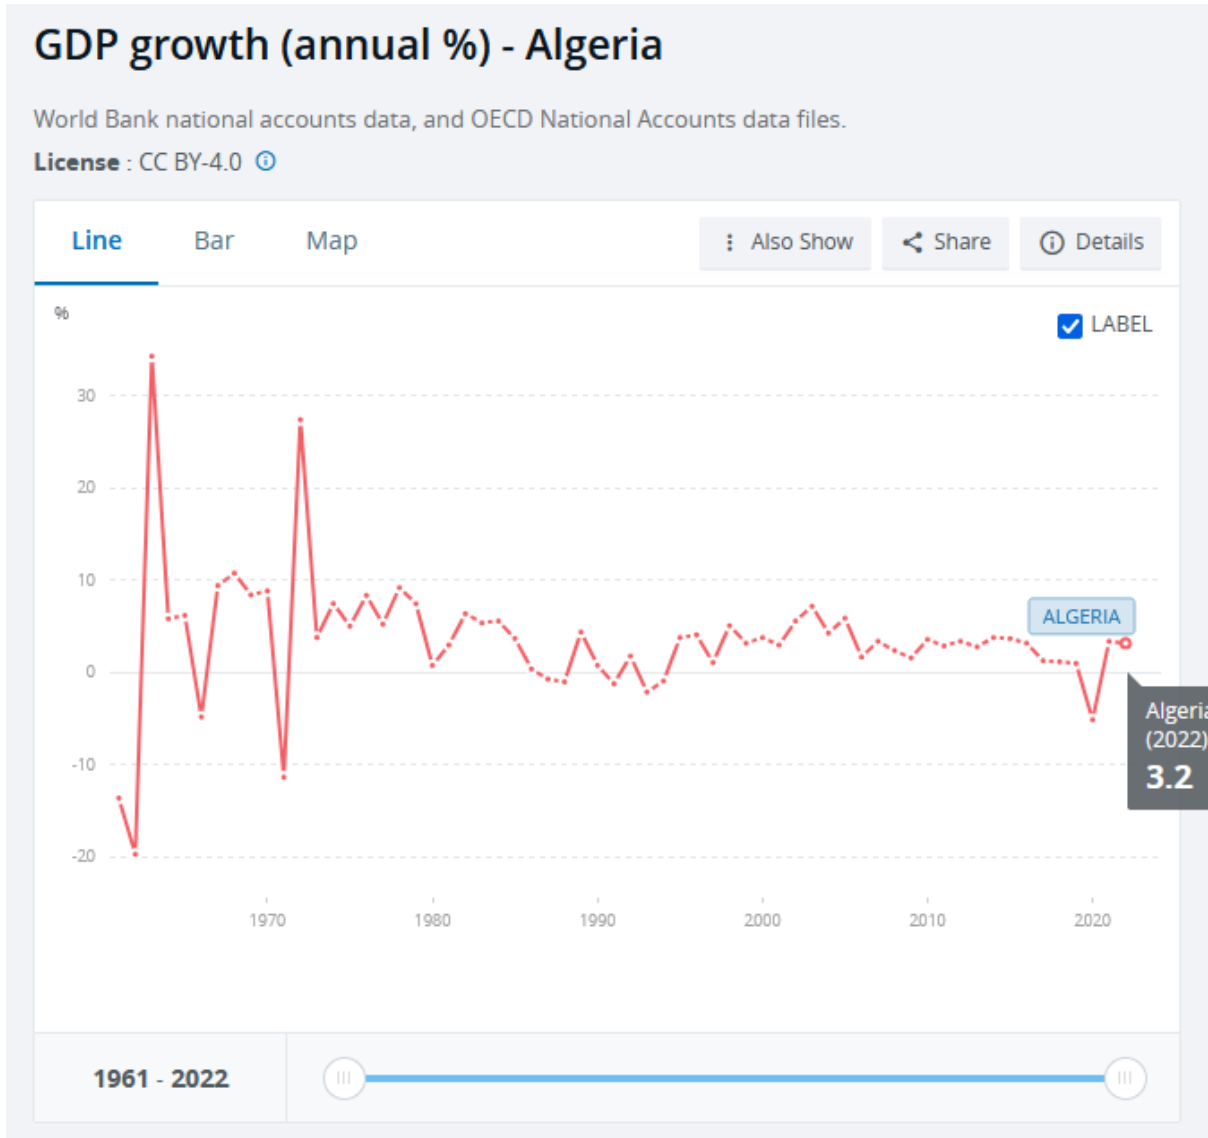 GDP growth (annual %) - Algeria
World Bank national accounts data, and OECD National Accounts data files.
License : CC BY-4.0
Line Bar Map Also Show Share Details
%
LABEL
30
20
10
ALGERIA
0
Algeria
(2022)
-10
3.2
-20
1970 1980 1990 2000 2010 2020
1961 - 2022